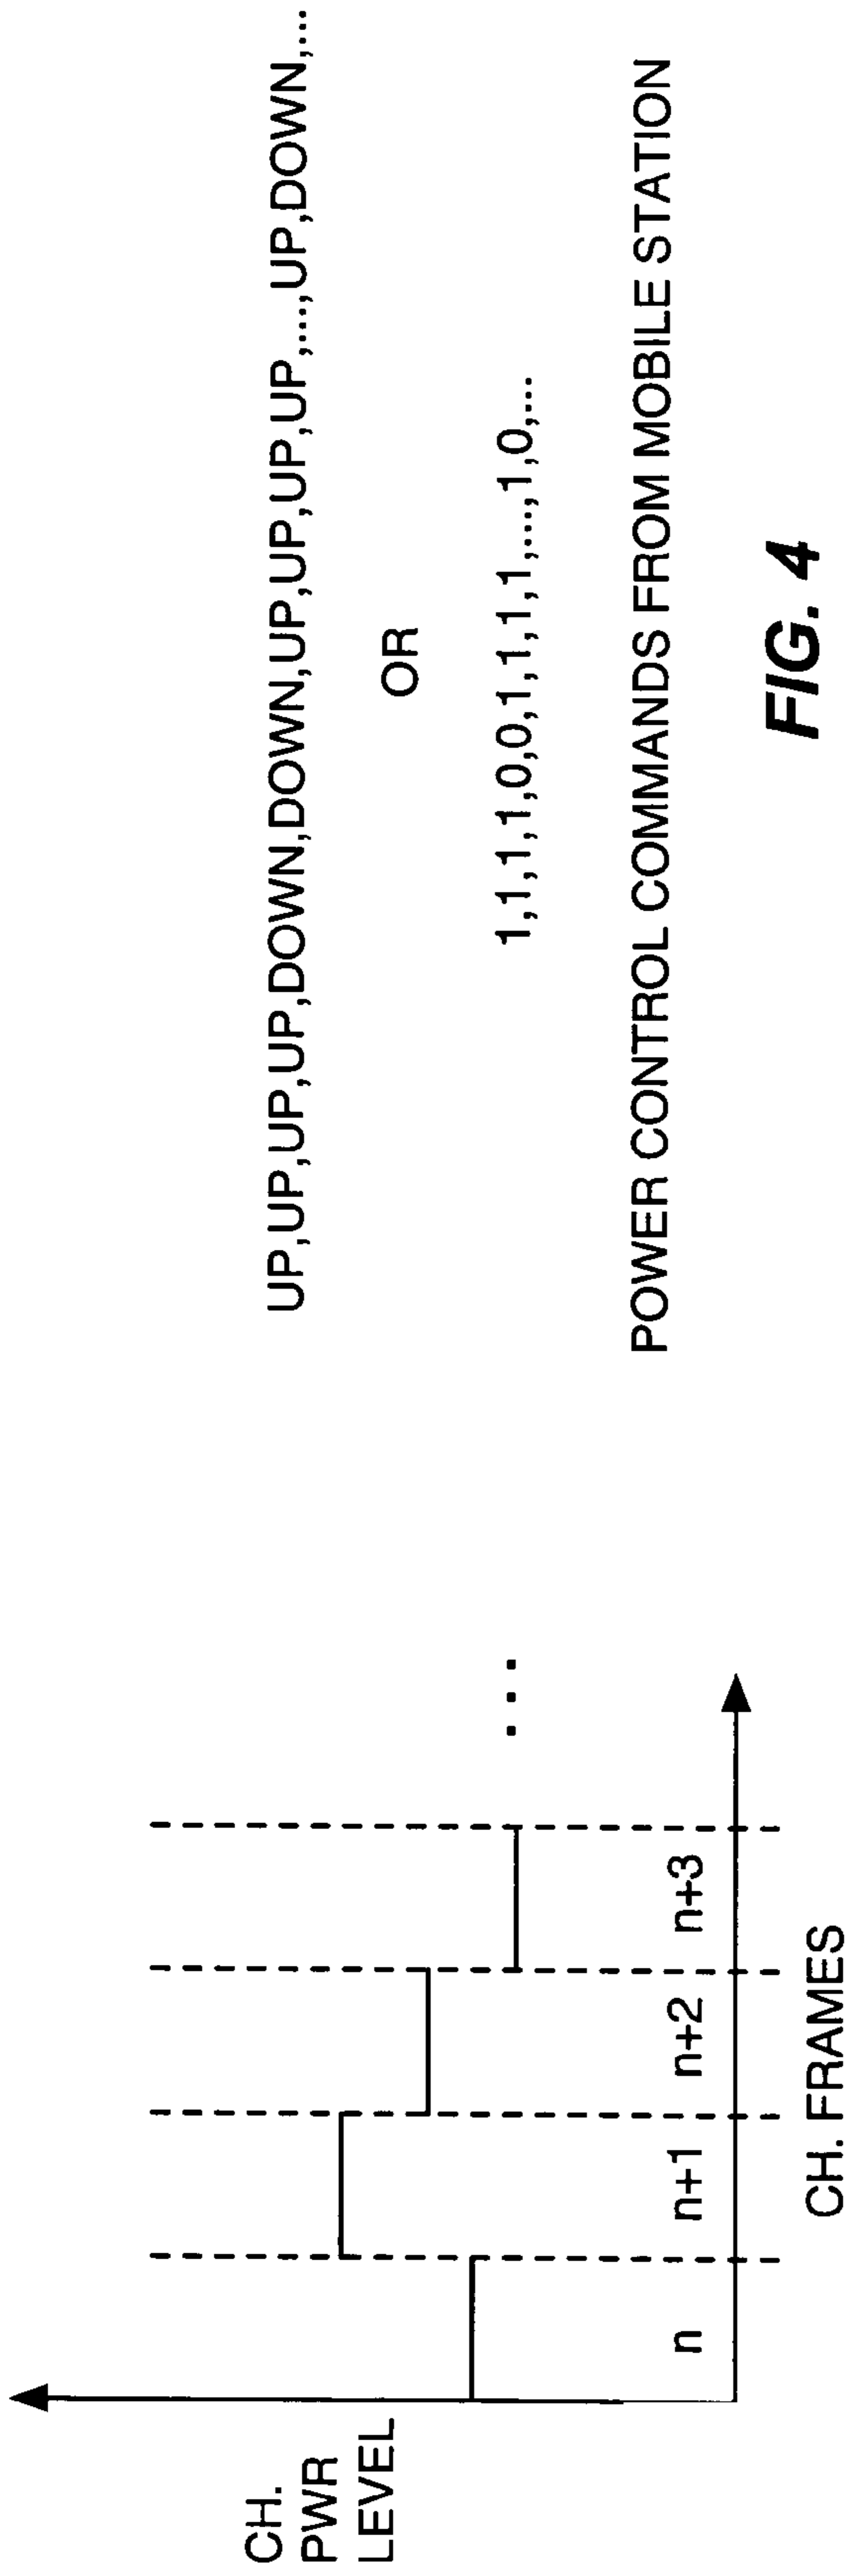 CH.
PWR
LEVEL
n n+1 n+2 n+3 ...
CH. FRAMES
UP,UP,UP,UP,DOWN,DOWN,UP,UP,UP,UP,...,UP,DOWN,...
OR
1,1,1,1,0,0,1,1,1,1,...,1,0,...
POWER CONTROL COMMANDS FROM MOBILE STATION
FIG. 4